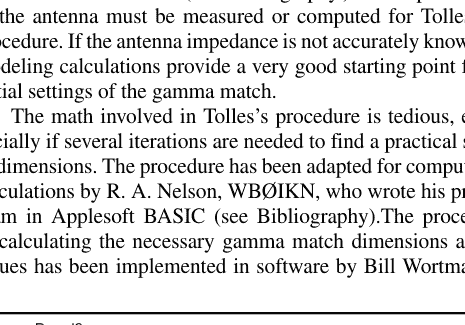 the antenna must be measured or computed for Tolles
ocedure. If the antenna impedance is not accurately know
deling calculations provide a very good starting point f
tial settings of the gamma match.
The math involved in Tolles's procedure is tedious, e
cially if several iterations are needed to find a practical s
dimensions. The procedure has been adapted for compu
culations by R. A. Nelson, WBØIKN, who wrote his pr
am in Applesoft BASIC (see Bibliography).The proce
calculating the necessary gamma match dimensions a
ues has been implemented in software by Bill Wortma